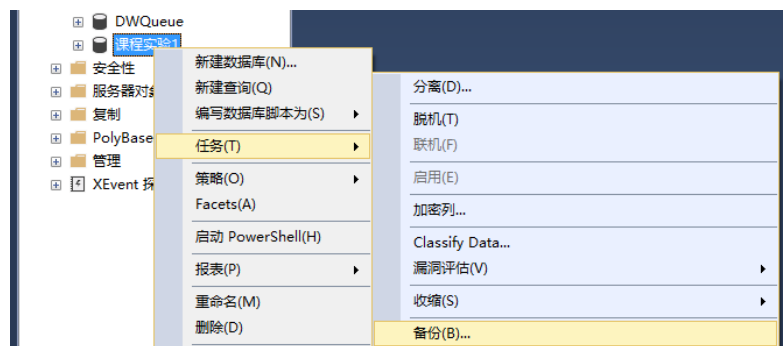 DWQueue
课程实验1
安全性
服务器对
复制
PolyBase
管理
XEvent 探
新建数据库(N)...
新建查询(Q)
编写数据库脚本为(S)
任务(T)
策略(O)
Facets(A)
启动 PowerShell(H)
报表(P)
重命名(M)
删除(D)
分离(D)...
脱机(T)
联机(F)
启用(E)
加密列...
Classify Data...
漏洞评估(V)
收缩(S)
备份(B)...